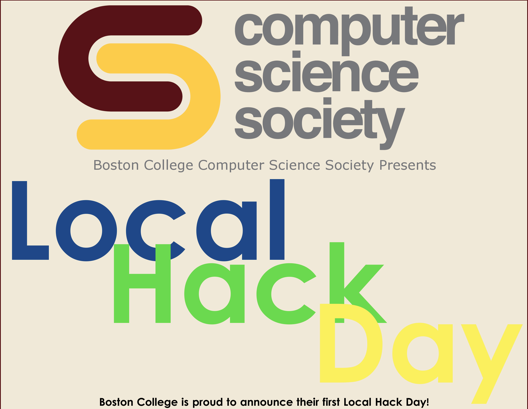 computer
science
society
Boston College Computer Science Society Presents
Local
Hack
Day
Boston College is proud to announce their first Local Hack Day!